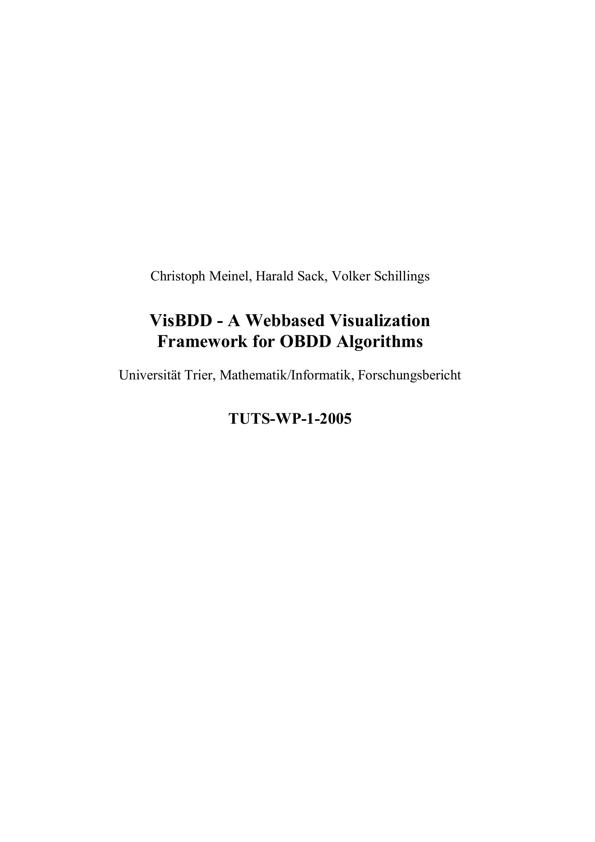 Christoph Meinel, Harald Sack, Volker Schillings
VisBDD - A Webbased Visualization
Framework for OBDD Algorithms
Universität Trier, Mathematik/Informatik, Forschungsbericht
TUTS-WP-1-2005